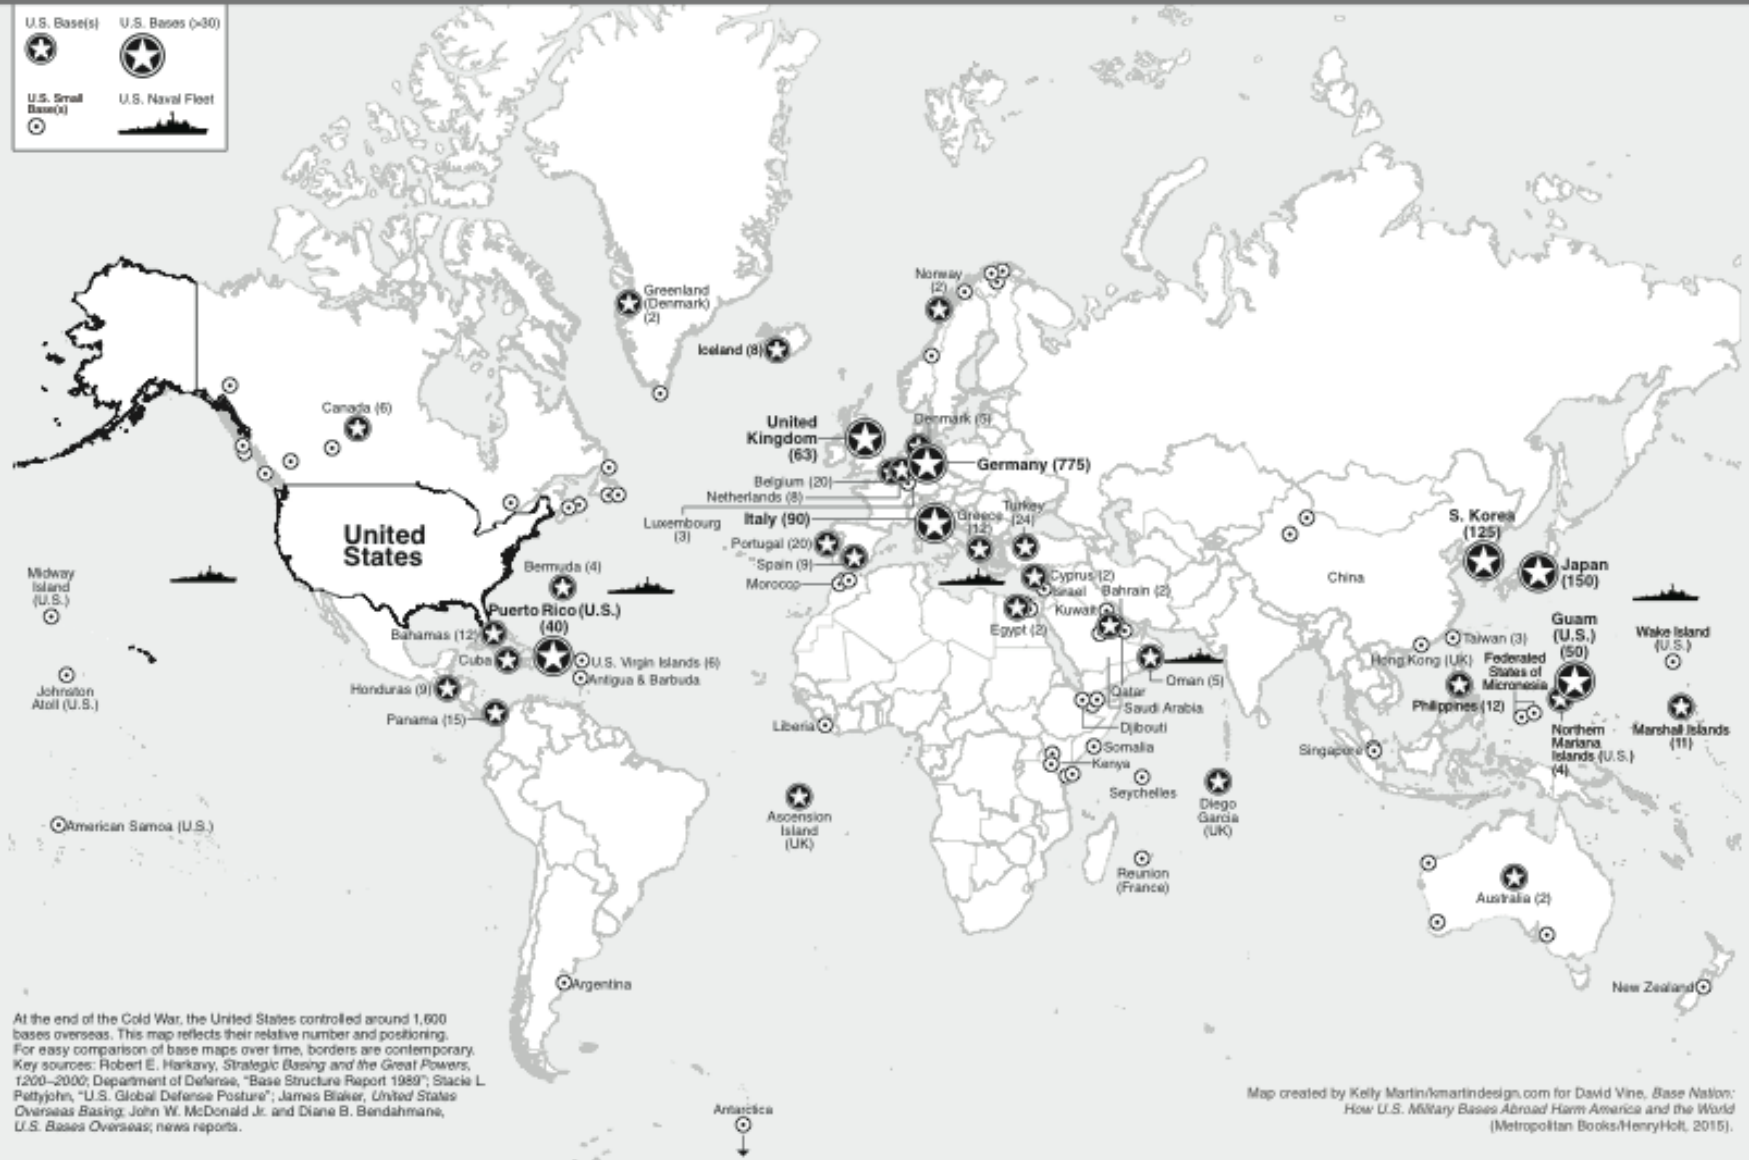 U.S. Base(s)
U.S. Bases (>30)
U.S. Small
Base(s)
U.S. Naval Fleet
Greenland
(Denmark)
(2)
Iceland (8)
Norway
(2)
Canada (6)
United
Kingdom
(63)
Denmark (5)
Germany (775)
Belgium (20)
Netherlands (8)
Luxembourg
(3)
Italy (90)
Greece
(12)
Turkey
(24)
Portugal (20)
Spain (9)
Morocco
United
States
Midway
Island
(U.S.)
Bermuda (4)
Puerto Rico (U.S.)
(40)
Bahamas (12)
Cuba
U.S. Virgin Islands (6)
Antigua & Barbuda
Honduras (9)
Panama (15)
Johnston
Atoll (U.S.)
Cyprus (2)
Israel
Bahrain (2)
Kuwait
Egypt (2)
Oman (5)
Qatar
Saudi Arabia
Djibouti
Somalia
Kenya
Seychelles
Liberia
Ascension
Island
(UK)
Diego
Garcia
(UK)
Reunion
(France)
China
S. Korea
(125)
Japan
(150)
Guam
(U.S.)
(50)
Wake Island
(U.S.)
Taiwan (3)
Hong Kong (UK)
Federated
States of
Micronesia
Philippines (12)
Northern
Mariana
Islands (U.S.)
(4)
Marshall Islands
(11)
Singapore
American Samoa (U.S.)
Australia (2)
New Zealand
Argentina
Antarctica
At the end of the Cold War, the United States controlled around 1,600
bases overseas. This map reflects their relative number and positioning.
For easy comparison of base maps over time, borders are contemporary.
Key sources: Robert E. Harkavy, Strategic Basing and the Great Powers,
1200–2000; Department of Defense, "Base Structure Report 1989"; Stacie L.
Pettyjohn, "U.S. Global Defense Posture"; James Blaker, United States
Overseas Basing; John W. McDonald Jr. and Diane B. Bendahmane,
U.S. Bases Overseas; news reports.
Map created by Kelly Martin/kmartindesign.com for David Vine, Base Nation:
How U.S. Military Bases Abroad Harm America and the World
(Metropolitan Books/HenryHolt, 2015).